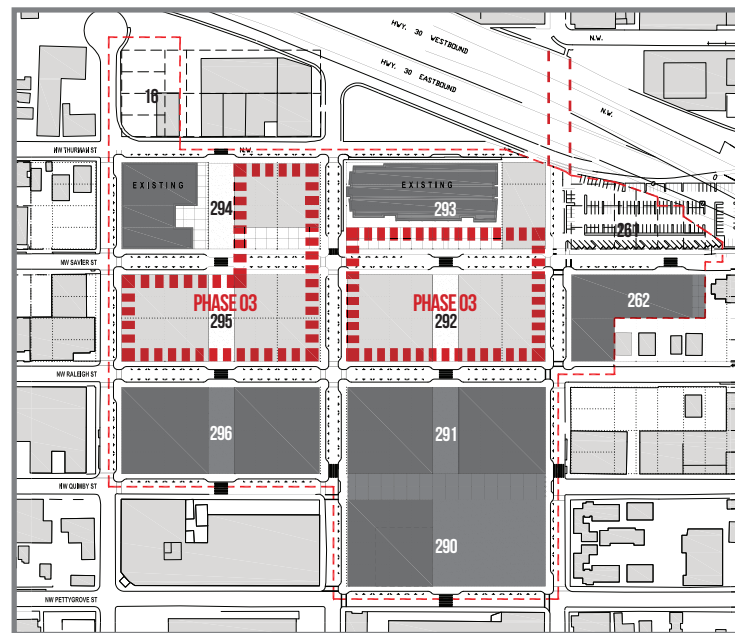 HWY. 30 WESTBOUND
N.W.
HWY. 30 EASTBOUND
16
N.W.
NW THURMAN ST
N.W.
EXISTING
294
EXISTING
293
261
NW SAVIER ST
PHASE 03
295
PHASE 03
292
262
NW RALEIGH ST
296
291
NW QUIMBY ST
290
NW PETTYGROVE ST